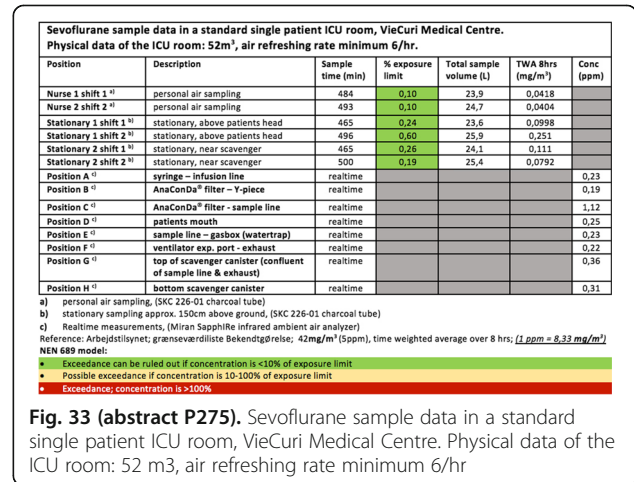 Sevoflurane sample data in a standard single patient ICU room, VieCuri Medical Centre.
Physical data of the ICU room: 52m³, air refreshing rate minimum 6/hr.
Position Description Sample time (min) % exposure limit Total sample volume (L) TWA 8hrs (mg/m³) Conc (ppm)
Nurse 1 shift 1 a) personal air sampling 484 0,10 23,9 0,0418
Nurse 2 shift 2 a) personal air sampling 493 0,10 24,7 0,0404
Stationary 1 shift 1 b) stationary, above patients head 465 0,24 23,6 0,0998
Stationary 1 shift 2 b) stationary, above patients head 496 0,60 25,9 0,251
Stationary 2 shift 1 b) stationary, near scavenger 465 0,26 24,1 0,111
Stationary 2 shift 2 b) stationary, near scavenger 500 0,19 25,4 0,0792
Position A c) syringe – infusion line realtime 0,23
Position B c) AnaConDa® filter – Y-piece realtime 0,19
Position C c) AnaConDa® filter - sample line realtime 1,12
Position D c) patients mouth realtime 0,25
Position E c) sample line – gasbox (watertrap) realtime 0,23
Position F c) ventilator exp. port - exhaust realtime 0,22
Position G c) top of scavenger canister (confluent of sample line & exhaust) realtime 0,36
Position H c) bottom scavenger canister realtime 0,31
a) personal air sampling, (SKC 226-01 charcoal tube)
b) stationary sampling approx. 150cm above ground, (SKC 226-01 charcoal tube)
c) Realtime measurements, (Miran SapphIRe infrared ambient air analyzer)
Reference: Arbejdstilsynet; grænseværdiliste Bekendtgørelse; 42mg/m³ (5ppm), time weighted average over 8 hrs; (1 ppm = 8,33 mg/m³)
NEN 689 model:
• Exceedance can be ruled out if concentration is <10% of exposure limit
• Possible exceedance if concentration is 10-100% of exposure limit
• Exceedance; concentration is >100%
Fig. 33 (abstract P275). Sevoflurane sample data in a standard
single patient ICU room, VieCuri Medical Centre. Physical data of the
ICU room: 52 m3, air refreshing rate minimum 6/hr